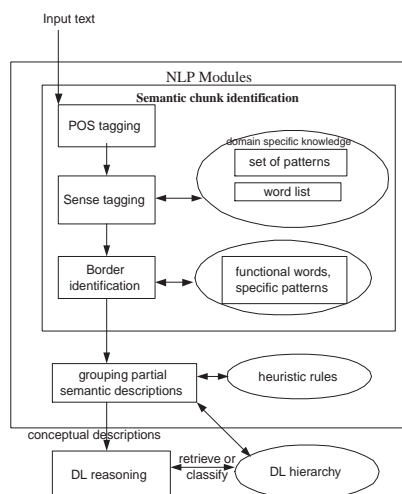 Input text
NLP Modules
Semantic chunk identification
POS tagging
domain specific knowledge
set of patterns
word list
Sense tagging
Border
identification
functional words,
specific patterns
grouping partial
semantic descriptions
heuristic rules
conceptual descriptions
retrieve or
classify
DL reasoning
DL hierarchy